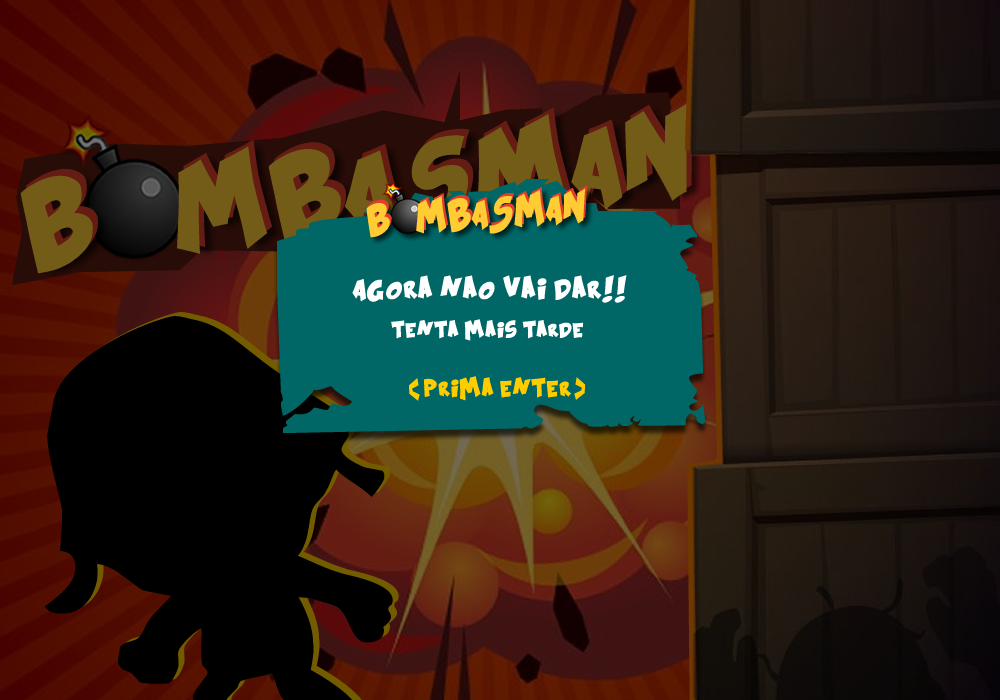 BOMBASMAN
BOMBASMAN
AGORA NAO VAI DAR!!
TENTA MAIS TARDE
<PRIMA ENTER>